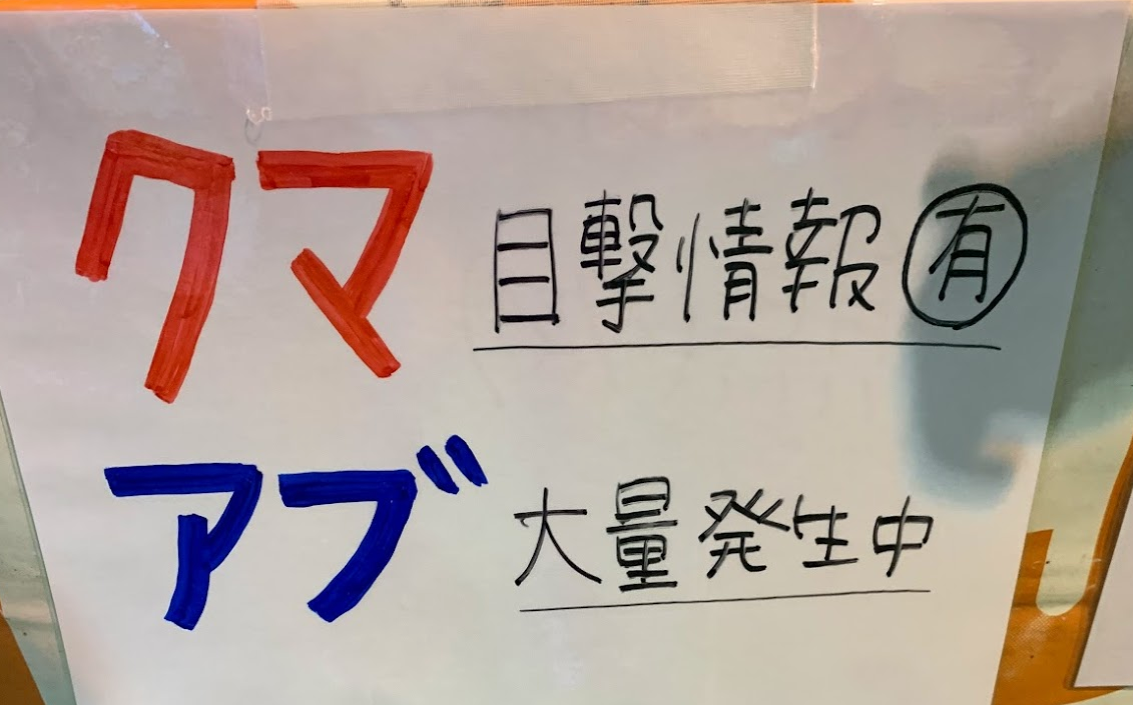 クマ 目撃情報㊒
アブ 大量発生中